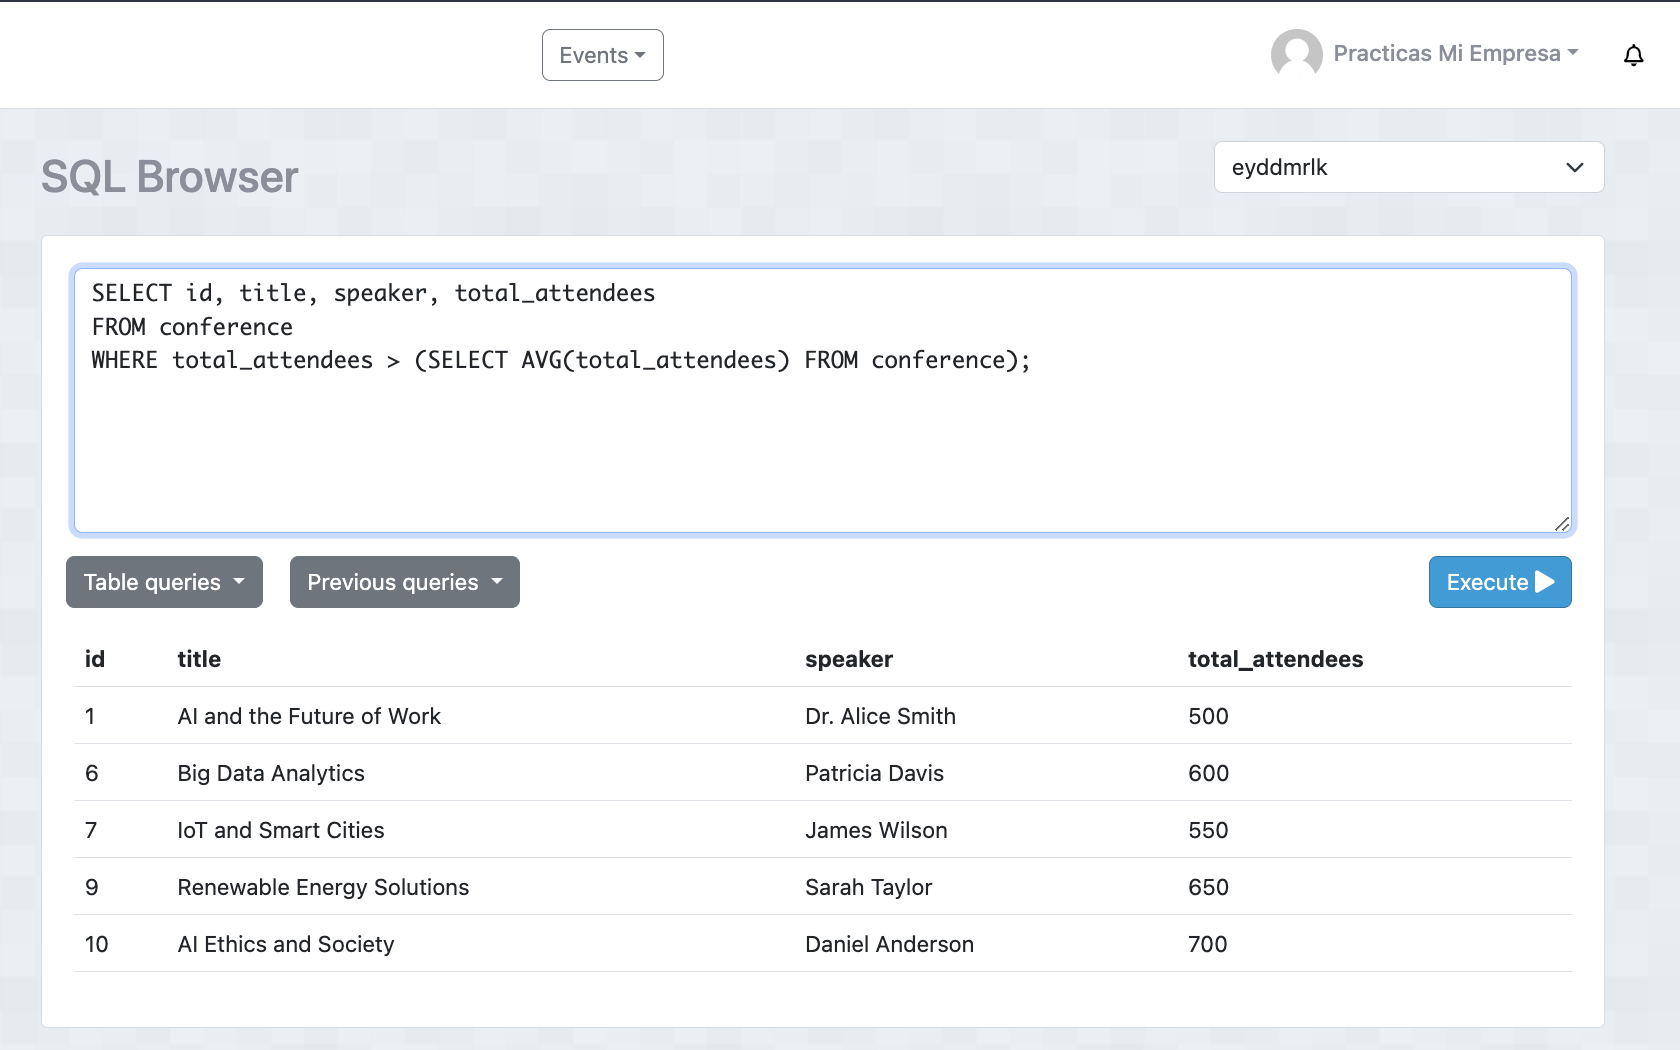 Events
Practicas Mi Empresa
SQL Browser
eyddmrlk
SELECT id, title, speaker, total_attendees
FROM conference
WHERE total_attendees > (SELECT AVG(total_attendees) FROM conference);
Table queries
Previous queries
Execute
id title speaker total_attendees
1 AI and the Future of Work Dr. Alice Smith 500
6 Big Data Analytics Patricia Davis 600
7 IoT and Smart Cities James Wilson 550
9 Renewable Energy Solutions Sarah Taylor 650
10 AI Ethics and Society Daniel Anderson 700